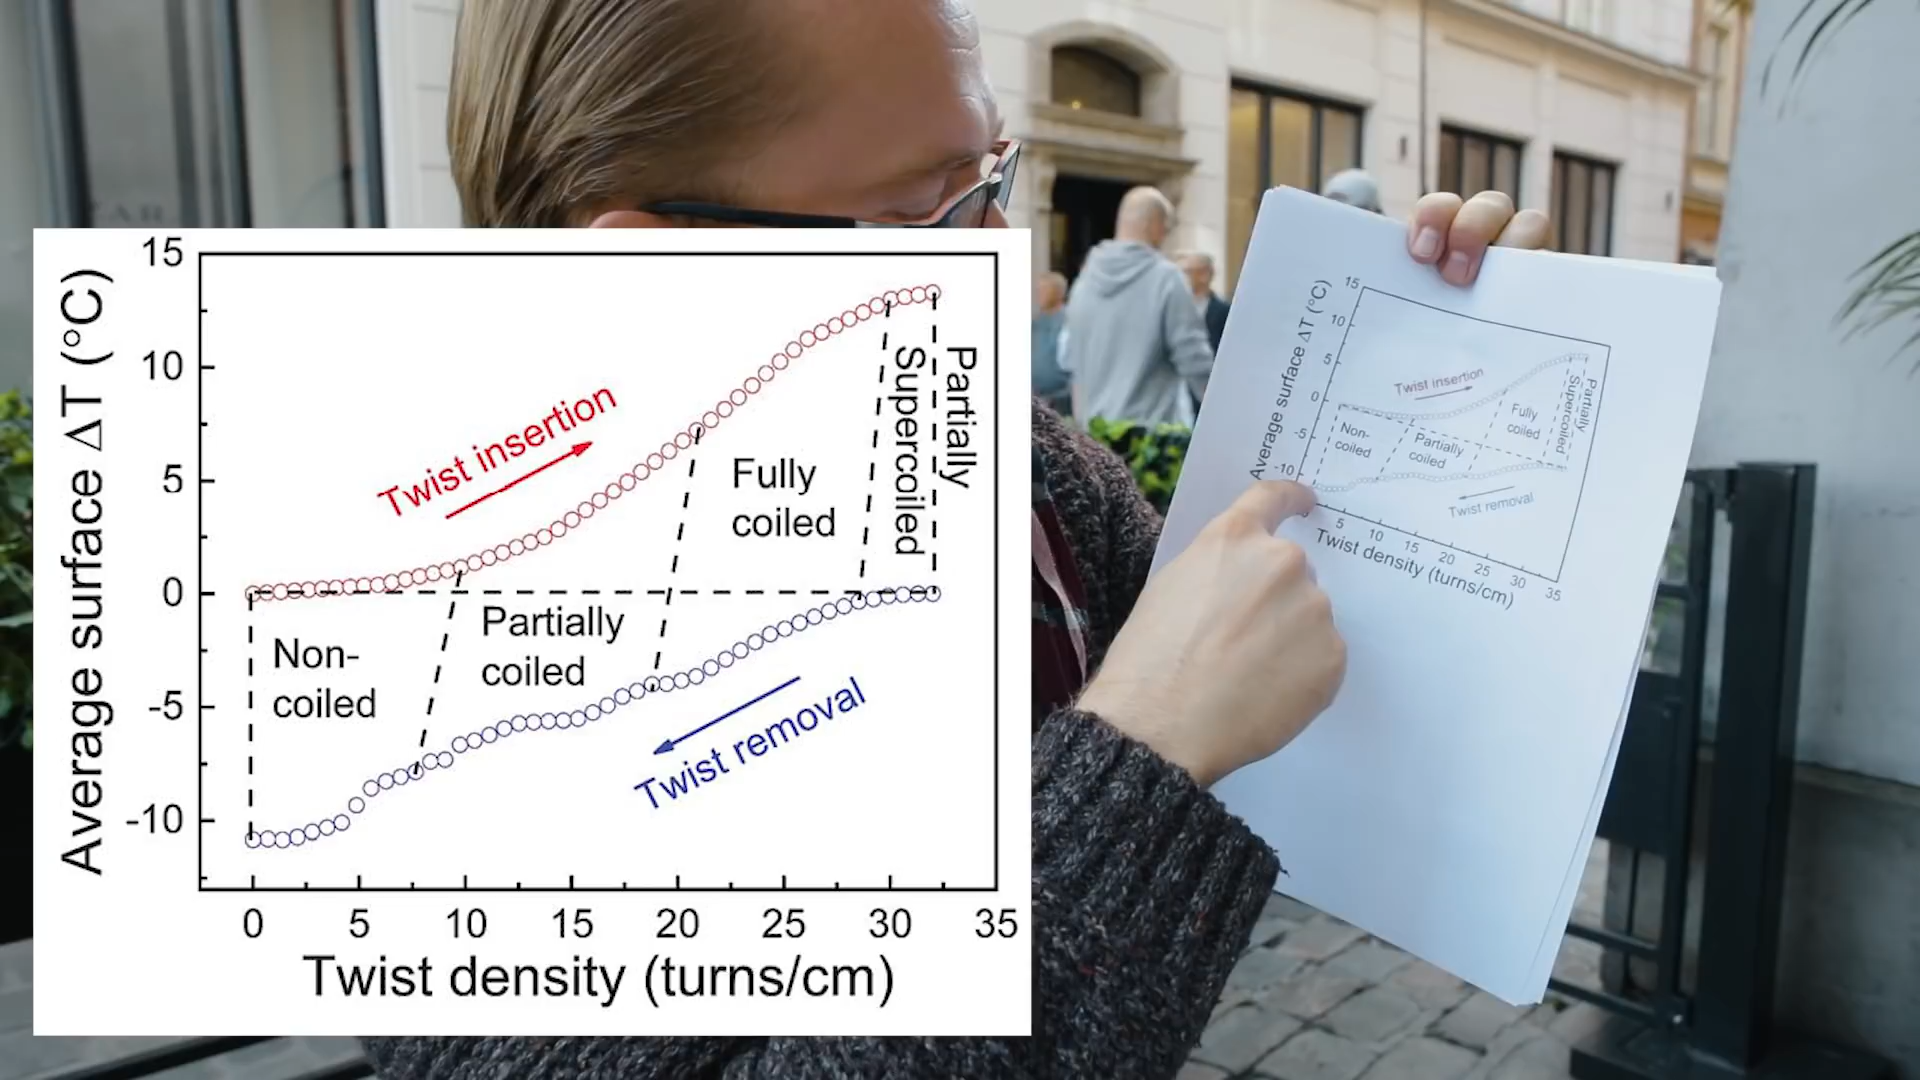 15
10
5
0
-5
-10
Average surface ΔT (°C)
Twist insertion
Partially
Supercoiled
Fully
coiled
Partially
coiled
Non-
coiled
Twist removal
0 5 10 15 20 25 30 35
Twist density (turns/cm)
15
10
5
0
-5
-10
Average surface ΔT (°C)
Twist insertion
Partially
Supercoiled
Fully
coiled
Non-
coiled
Partially
coiled
Twist removal
5 10 15 20 25 30 35
Twist density (turns/cm)